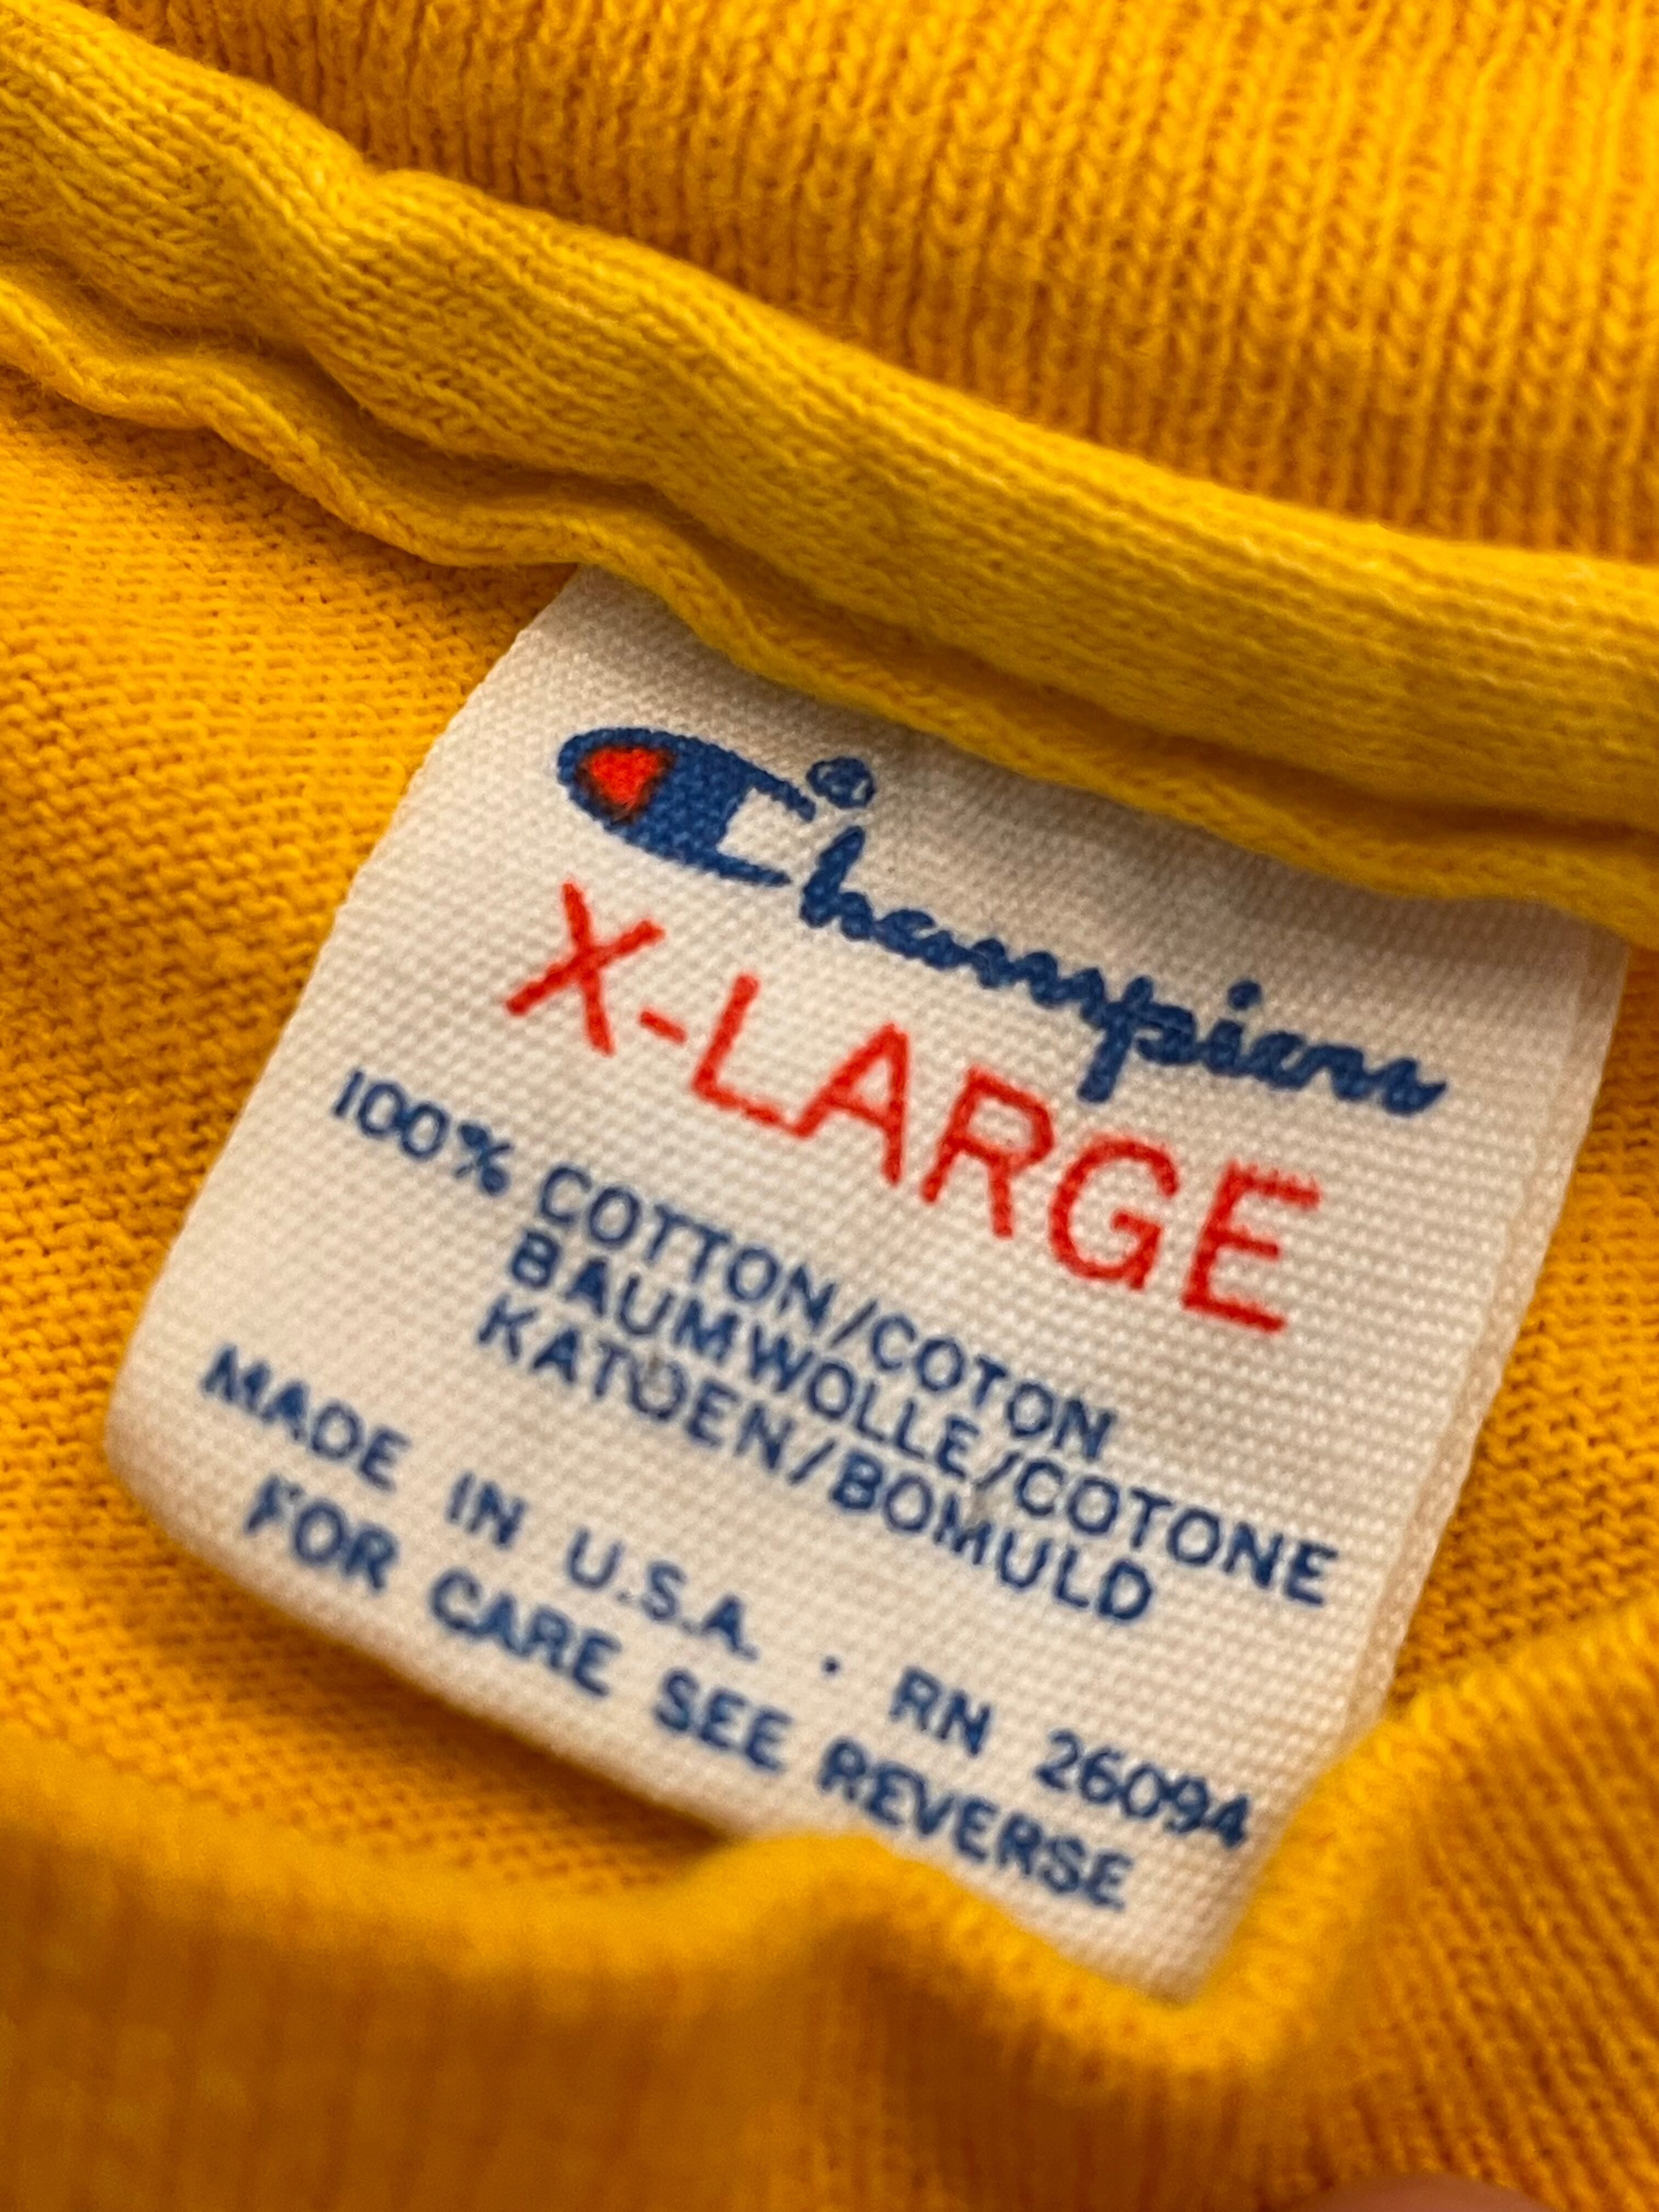 Champion®
X-LARGE
100% COTTON/COTON
BAUMWOLLE/COTONE
KATOEN/BOMULD
MADE IN U.S.A. · RN 26094
FOR CARE SEE REVERSE